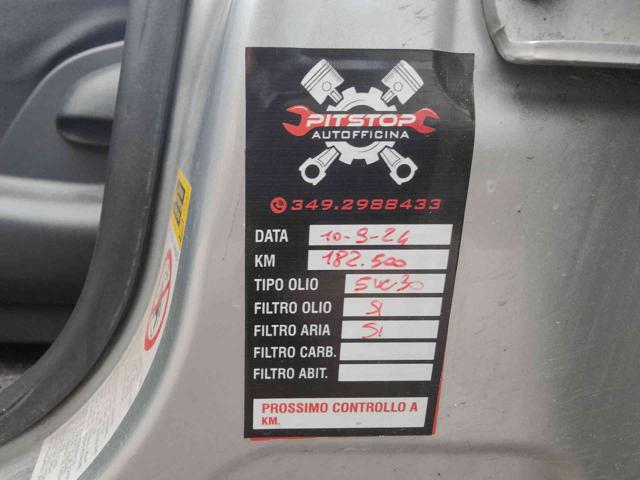 PITSTOP
AUTOFFICINA
349.2988433
DATA 10-9-24
KM 182.500
TIPO OLIO 5W30
FILTRO OLIO SI
FILTRO ARIA SI
FILTRO CARB.
FILTRO ABIT.
PROSSIMO CONTROLLO A
KM.